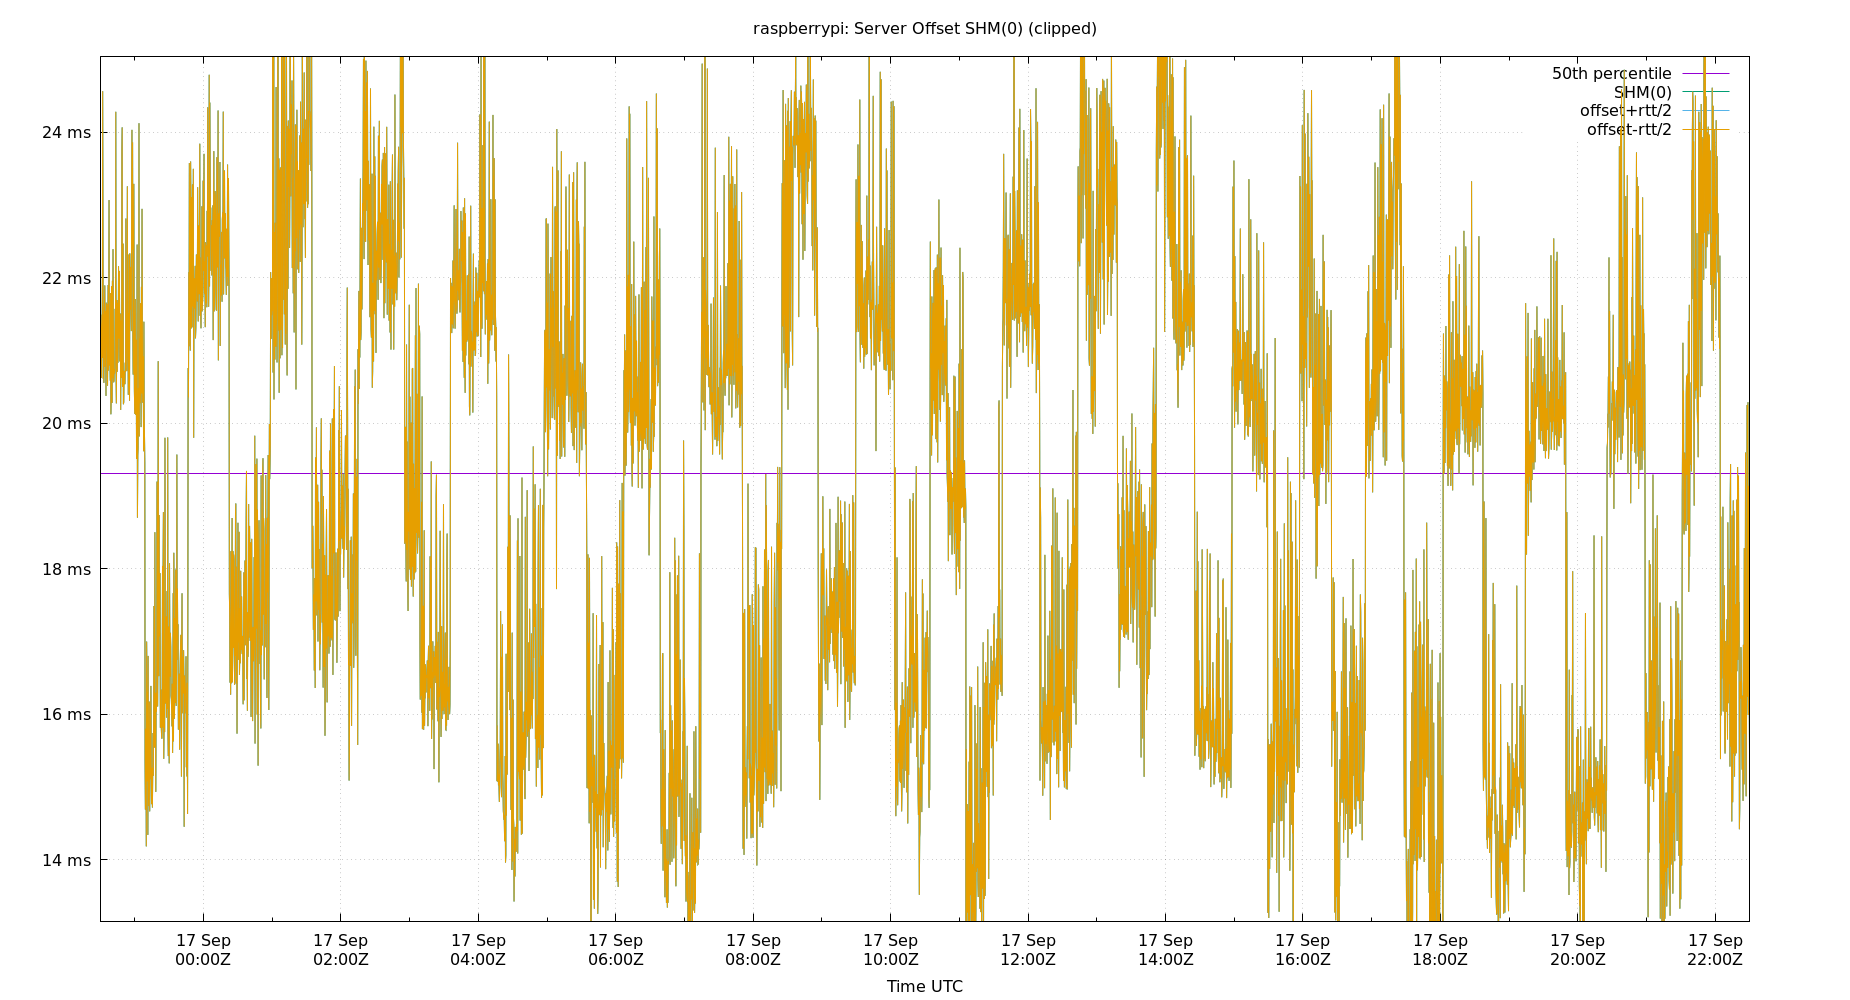 raspberrypi: Server Offset SHM(0) (clipped)
50th percentile
SHM(0)
offset+rtt/2
offset-rtt/2
24 ms
22 ms
20 ms
18 ms
16 ms
14 ms
17 Sep 17 Sep 17 Sep 17 Sep 17 Sep 17 Sep 17 Sep 17 Sep 17 Sep 17 Sep 17 Sep 17 Sep
00:00Z 02:00Z 04:00Z 06:00Z 08:00Z 10:00Z 12:00Z 14:00Z 16:00Z 18:00Z 20:00Z 22:00Z
Time UTC